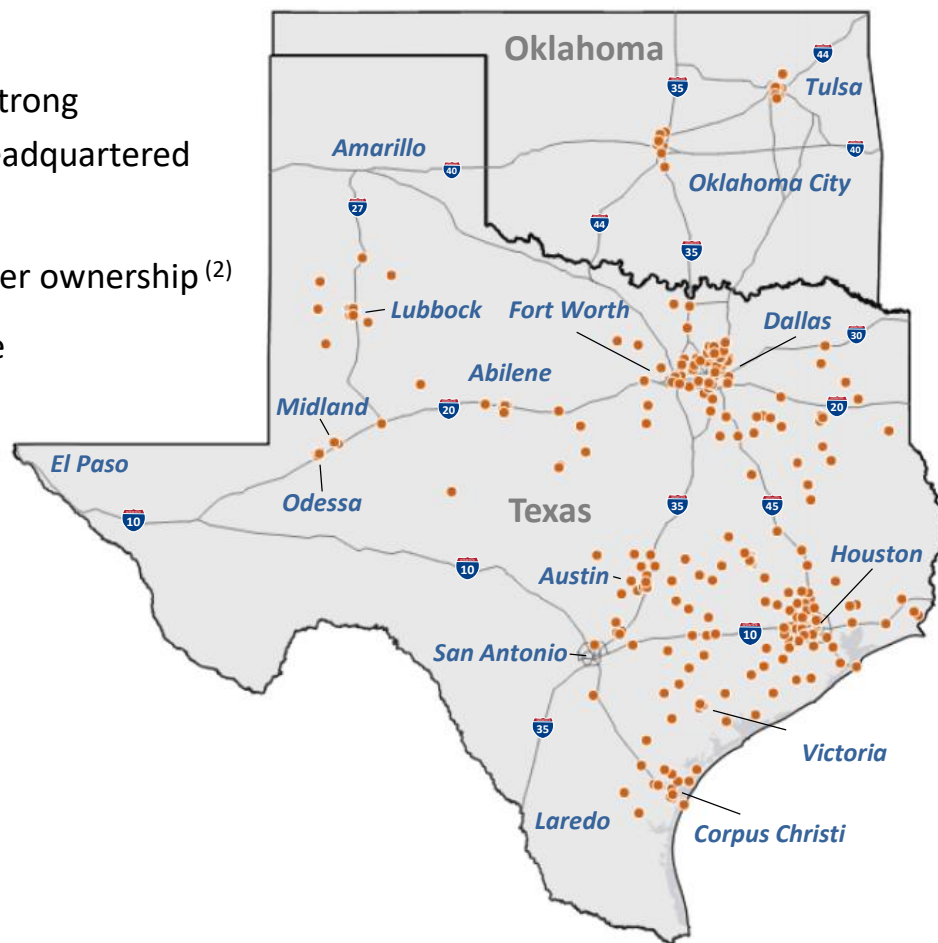 Oklahoma
44
35
Tulsa
trong
eadquartered
Amarillo
40
40
Oklahoma City
27
44
35
er ownership (2)
Lubbock
Fort Worth
Dallas
30
e
Abilene
Midland
20
20
El Paso
Odessa
10
Texas
35
45
10
Austin
Houston
10
San Antonio
35
Victoria
Laredo
Corpus Christi